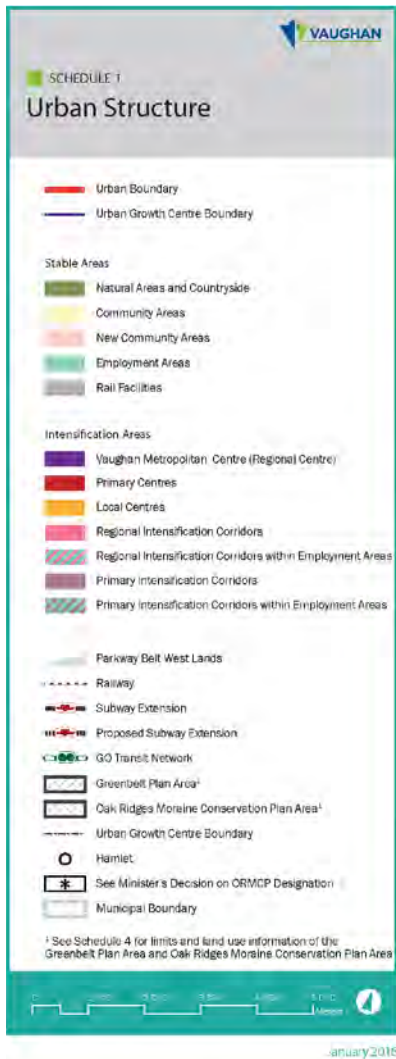 VAUGHAN
SCHEDULE 1
Urban Structure
Urban Boundary
Urban Growth Centre Boundary
Stable Areas
Natural Areas and Countryside
Community Areas
New Community Areas
Employment Areas
Rail Facilities
Intensification Areas
Vaughan Metropolitan Centre (Regional Centre)
Primary Centres
Local Centres
Regional Intensification Corridors
Regional Intensification Corridors within Employment Areas
Primary Intensification Corridors
Primary Intensification Corridors within Employment Areas
Parkway Belt West Lands
Railway
Subway Extension
Proposed Subway Extension
GO Transit Network
Greenbelt Plan Area¹
Oak Ridges Moraine Conservation Plan Area¹
Urban Growth Centre Boundary
Hamlet
* See Minister's Decision on ORMCP Designation
Municipal Boundary
¹ See Schedule 4 for limits and land use information of the
Greenbelt Plan Area and Oak Ridges Moraine Conservation Plan Area
anuary 2016